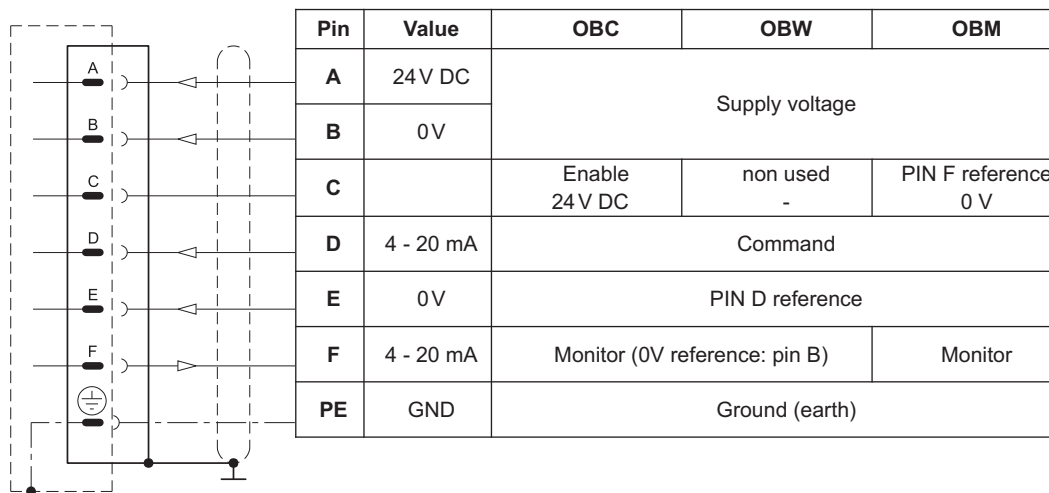 Pin Value OBC OBW OBM
A 24 V DC Supply voltage
B 0 V
C Enable 24 V DC non used - PIN F reference 0 V
D 4 - 20 mA Command
E 0 V PIN D reference
F 4 - 20 mA Monitor (0V reference: pin B) Monitor
PE GND Ground (earth)
A
B
C
D
E
F